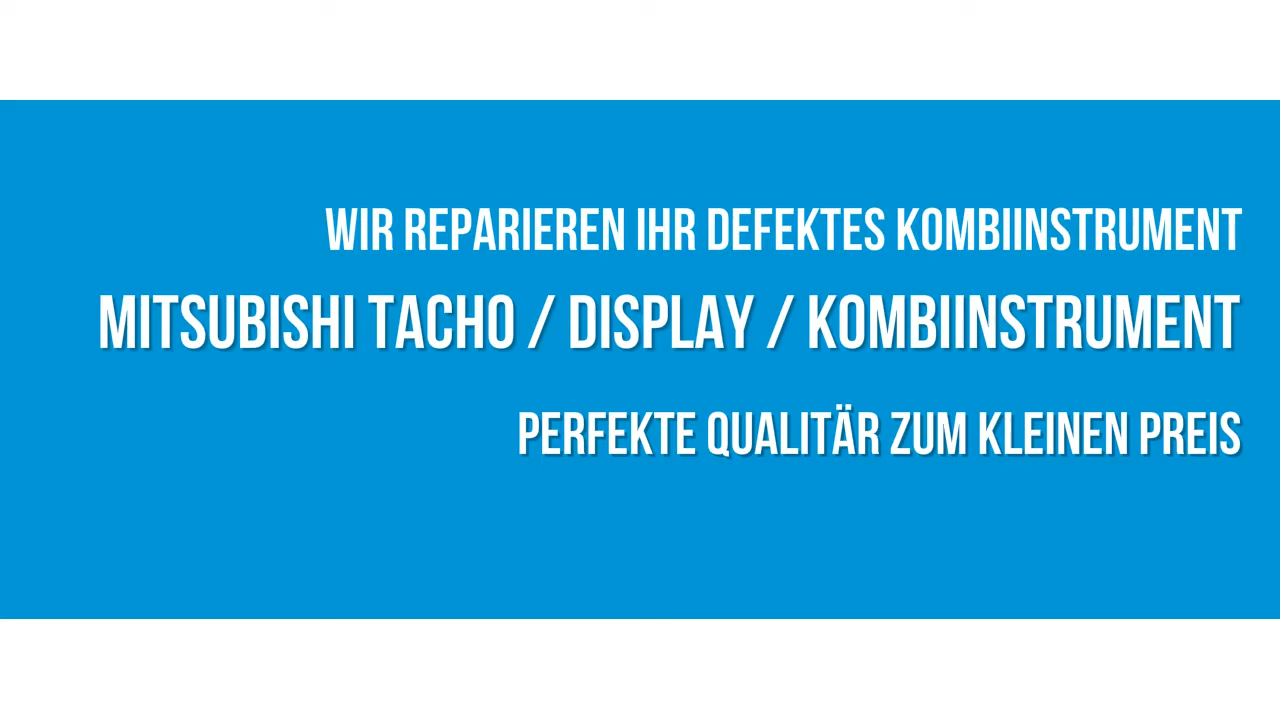 WIR REPARIEREN IHR DEFEKTES KOMBIINSTRUMENT
MITSUBISHI TACHO / DISPLAY / KOMBIINSTRUMENT
PERFEKTE QUALITÄR ZUM KLEINEN PREIS